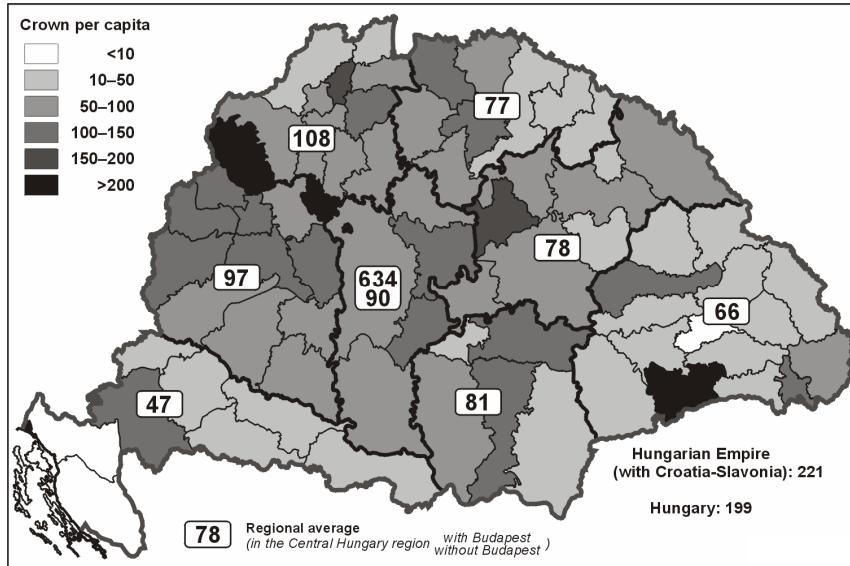 Crown per capita
<10
10–50
50–100
100–150
150–200
>200
77
108
78
97
634
90
66
47
81
Hungarian Empire
(with Croatia-Slavonia): 221
Hungary: 199
78
Regional average
(in the Central Hungary region with Budapest
without Budapest )